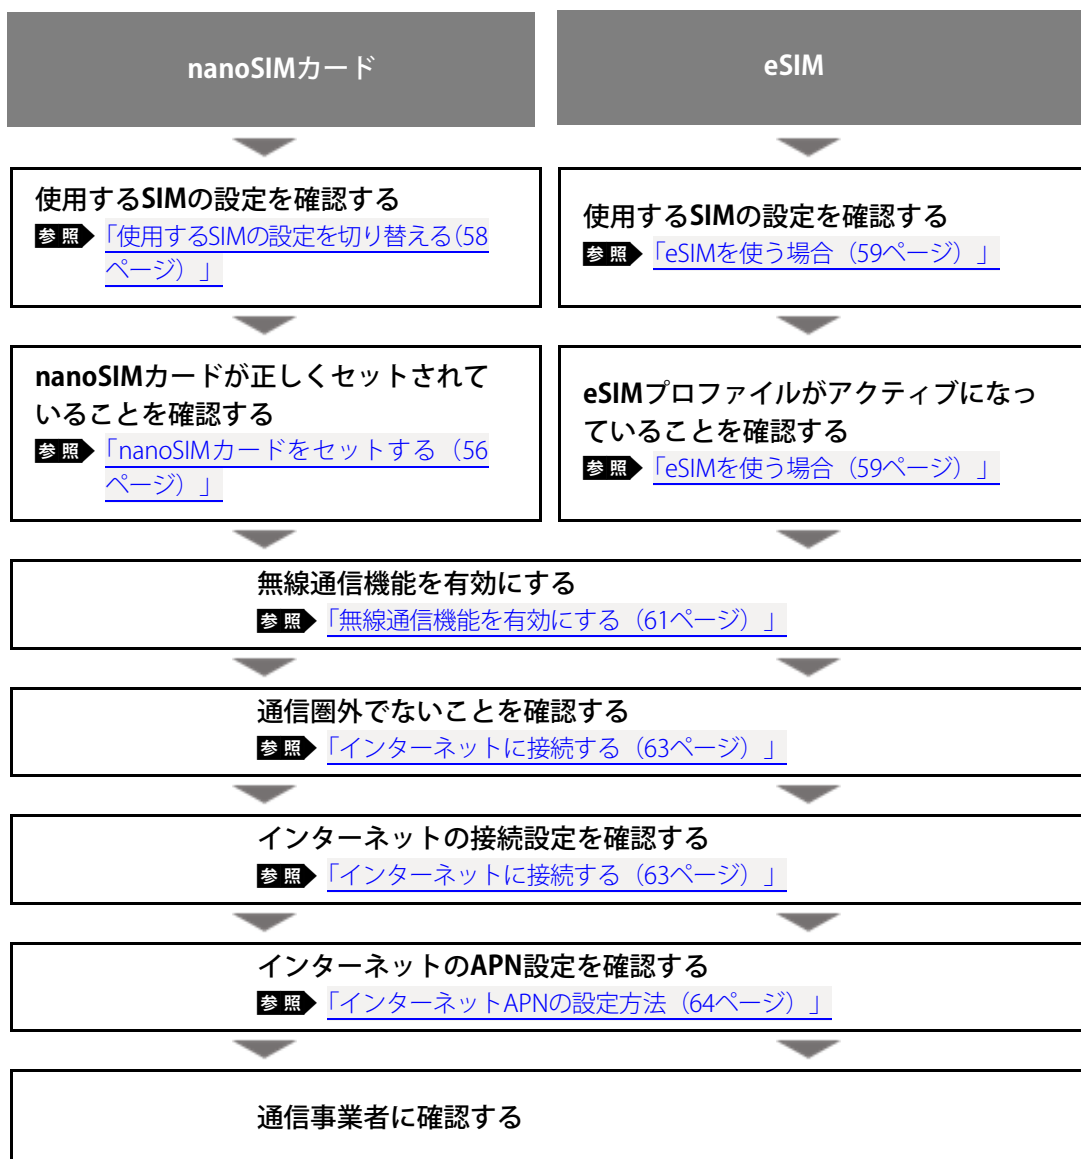 nanoSIMカード
eSIM
使用するSIMの設定を確認する
参照 「使用するSIMの設定を切り替える(58
ページ）」
使用するSIMの設定を確認する
参照 「eSIMを使う場合（59ページ）」
nanoSIMカードが正しくセットされて
いることを確認する
参照 「nanoSIMカードをセットする（56
ページ）」
eSIMプロファイルがアクティブになっ
ていることを確認する
参照 「eSIMを使う場合（59ページ）」
無線通信機能を有効にする
参照 「無線通信機能を有効にする（61ページ）」
通信圏外でないことを確認する
参照 「インターネットに接続する（63ページ）」
インターネットの接続設定を確認する
参照 「インターネットに接続する（63ページ）」
インターネットのAPN設定を確認する
参照 「インターネットAPNの設定方法（64ページ）」
通信事業者に確認する